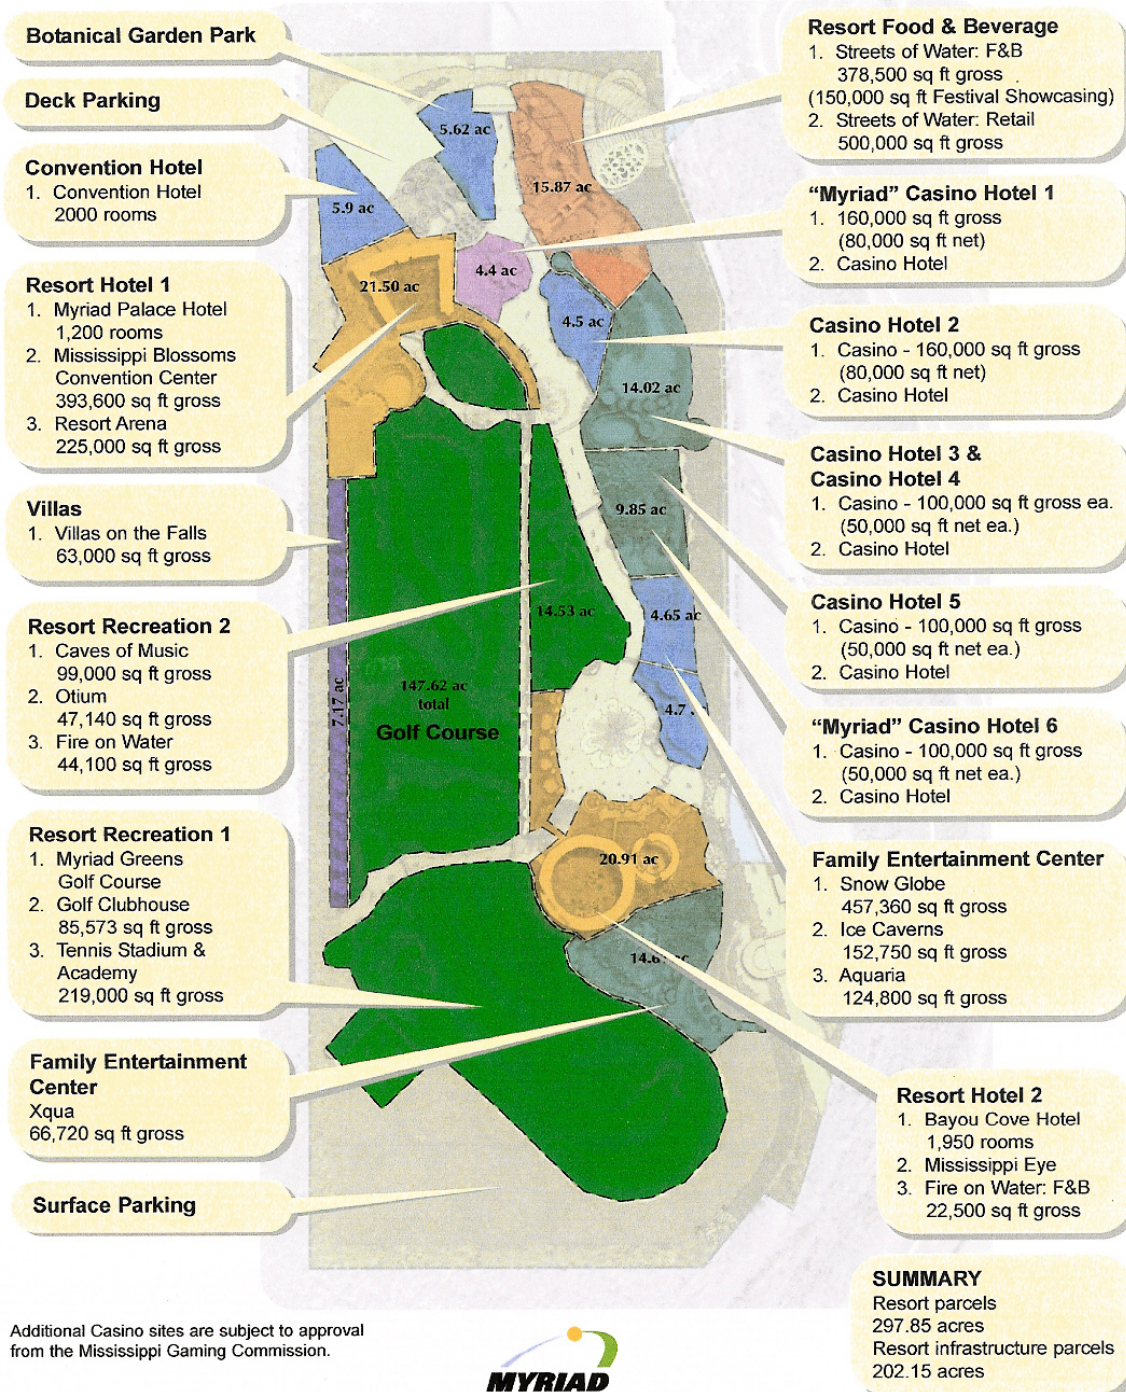 Botanical Garden Park
Deck Parking
Convention Hotel
1. Convention Hotel
2000 rooms
Resort Hotel 1
1. Myriad Palace Hotel
1,200 rooms
2. Mississippi Blossoms
Convention Center
393,600 sq ft gross
3. Resort Arena
225,000 sq ft gross
Villas
1. Villas on the Falls
63,000 sq ft gross
Resort Recreation 2
1. Caves of Music
99,000 sq ft gross
2. Otium
47,140 sq ft gross
3. Fire on Water
44,100 sq ft gross
Resort Recreation 1
1. Myriad Greens
Golf Course
2. Golf Clubhouse
85,573 sq ft gross
3. Tennis Stadium &
Academy
219,000 sq ft gross
Family Entertainment
Center
Xqua
66,720 sq ft gross
Surface Parking
5.62 ac
15.87 ac
5.9 ac
4.4 ac
21.50 ac
4.5 ac
14.02 ac
9.85 ac
14.53 ac
4.65 ac
7.17 ac
147.62 ac
total
Golf Course
4.7
20.91 ac
Resort Food & Beverage
1. Streets of Water: F&B
378,500 sq ft gross
(150,000 sq ft Festival Showcasing)
2. Streets of Water: Retail
500,000 sq ft gross
“Myriad” Casino Hotel 1
1. 160,000 sq ft gross
(80,000 sq ft net)
2. Casino Hotel
Casino Hotel 2
1. Casino - 160,000 sq ft gross
(80,000 sq ft net)
2. Casino Hotel
Casino Hotel 3 &
Casino Hotel 4
1. Casino - 100,000 sq ft gross ea.
(50,000 sq ft net ea.)
2. Casino Hotel
Casino Hotel 5
1. Casino - 100,000 sq ft gross
(50,000 sq ft net ea.)
2. Casino Hotel
“Myriad” Casino Hotel 6
1. Casino - 100,000 sq ft gross
(50,000 sq ft net ea.)
2. Casino Hotel
Family Entertainment Center
1. Snow Globe
457,360 sq ft gross
2. Ice Caverns
152,750 sq ft gross
3. Aquaria
124,800 sq ft gross
Resort Hotel 2
1. Bayou Cove Hotel
1,950 rooms
2. Mississippi Eye
3. Fire on Water: F&B
22,500 sq ft gross
SUMMARY
Resort parcels
297.85 acres
Resort infrastructure parcels
202.15 acres
Additional Casino sites are subject to approval
from the Mississippi Gaming Commission.
MYRIAD